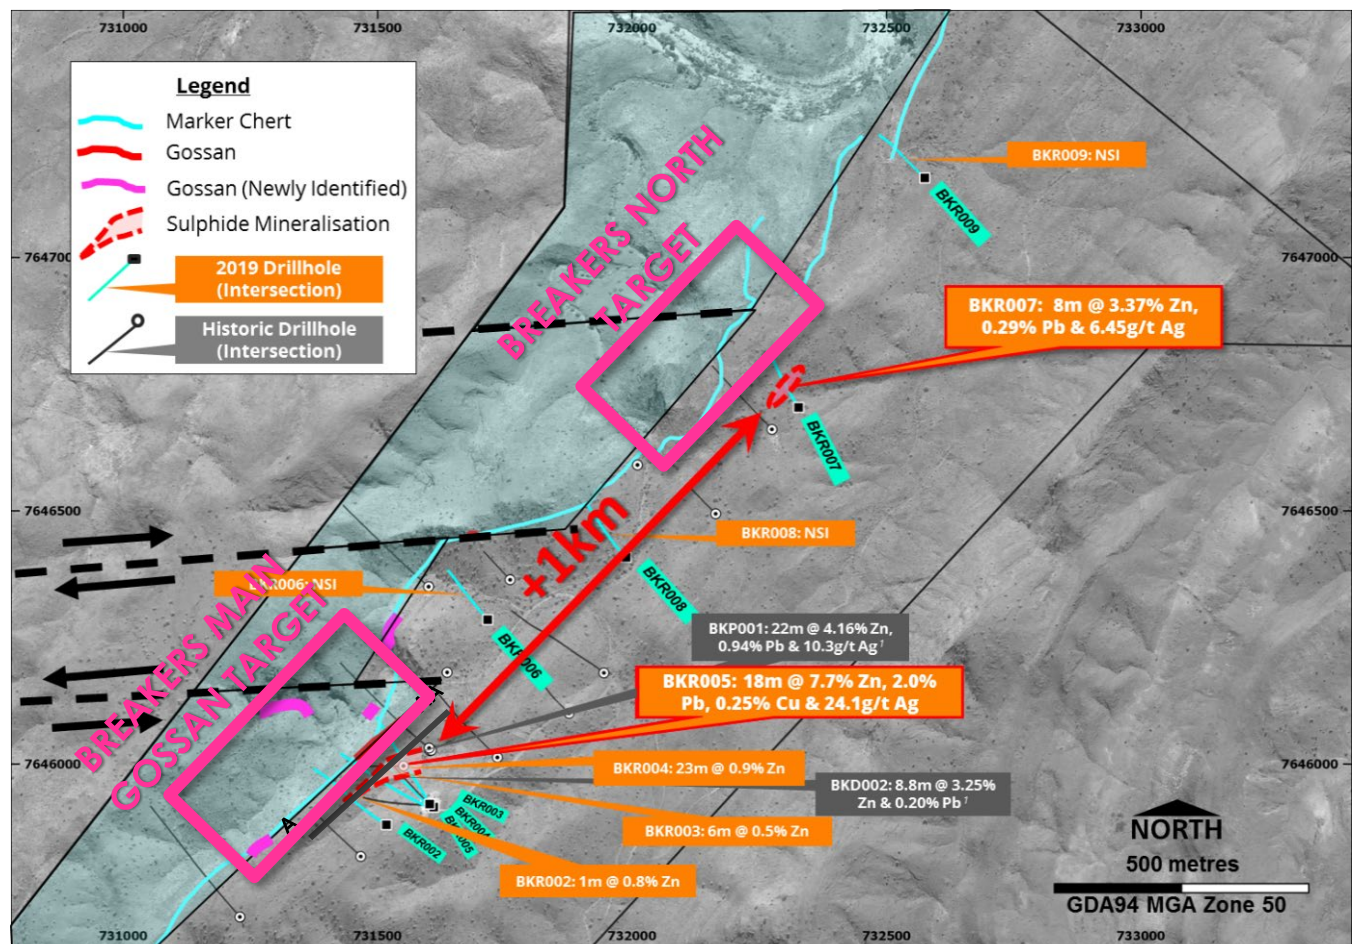 731000
731500
732000
732500
733000
Legend
Marker Chert
Gossan
Gossan (Newly Identified)
Sulphide Mineralisation
2019 Drillhole
(Intersection)
Historic Drillhole
(Intersection)
BREAKERS NORTH
TARGET
BKR009: NSI
BKR009
7647000
BKR007: 8m @ 3.37% Zn,
0.29% Pb & 6.45g/t Ag
BKR007
7646500
7646500
+1km
BKR008: NSI
BKR008
BKR006: NSI
BKR006
BREAKERS MAIN
GOSSAN TARGET
BKP001: 22m @ 4.16% Zn,
0.94% Pb & 10.3g/t Ag¹
BKR005: 18m @ 7.7% Zn, 2.0%
Pb, 0.25% Cu & 24.1g/t Ag
7646000
7646000
BKR004: 23m @ 0.9% Zn
BKD002: 8.8m @ 3.25%
Zn & 0.20% Pb¹
BKR003
BKR004
BKR002
A
BKR003: 6m @ 0.5% Zn
BKR002: 1m @ 0.8% Zn
NORTH
500 metres
GDA94 MGA Zone 50
731000
731500
732000
732500
733000